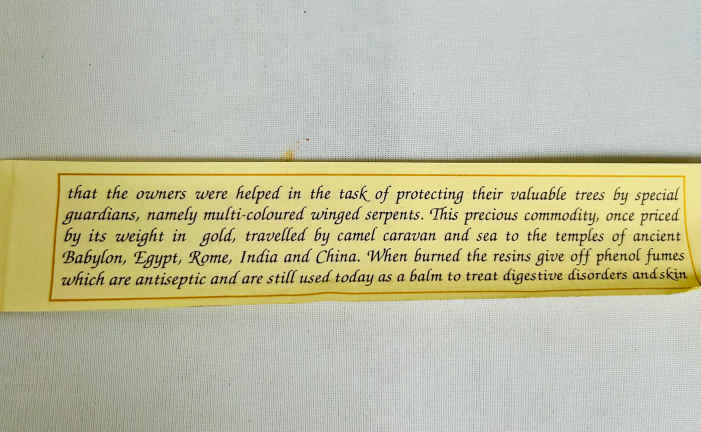 that the owners were helped in the task of protecting their valuable trees by special
guardians, namely multi-coloured winged serpents. This precious commodity, once priced
by its weight in gold, travelled by camel caravan and sea to the temples of ancient
Babylon, Egypt, Rome, India and China. When burned the resins give off phenol fumes
which are antiseptic and are still used today as a balm to treat digestive disorders and skin